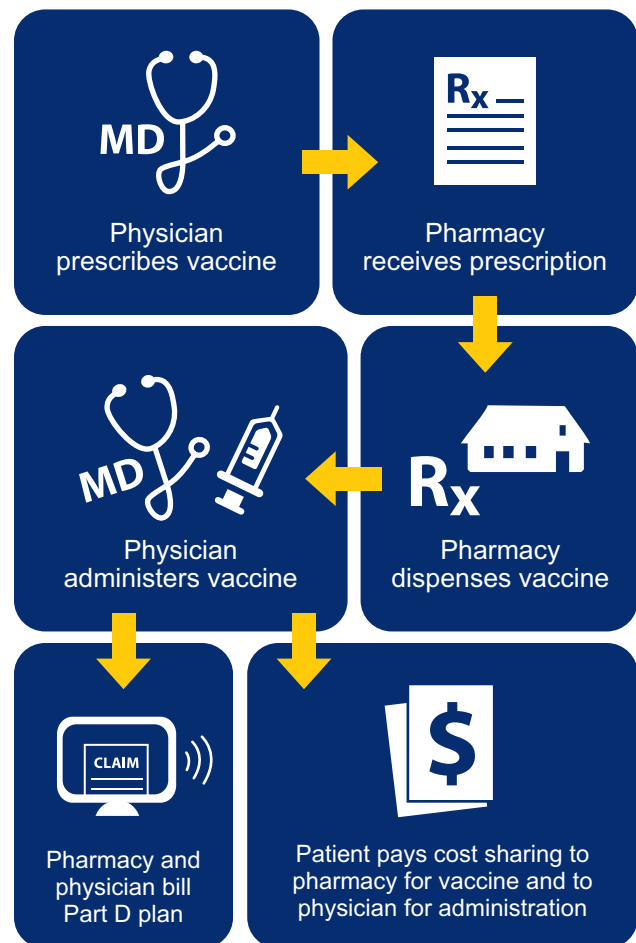 MD
Physician
prescribes vaccine
Rx
Pharmacy
receives prescription
MD
Physician
administers vaccine
Rx
Pharmacy
dispenses vaccine
CLAIM
Pharmacy and
physician bill
Part D plan
$
Patient pays cost sharing to
pharmacy for vaccine and to
physician for administration